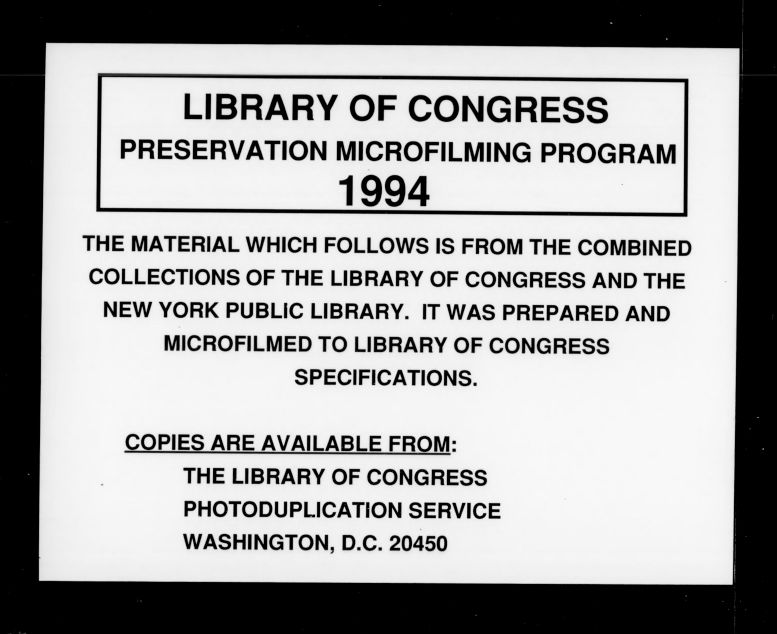 LIBRARY OF CONGRESS
PRESERVATION MICROFILMING PROGRAM
1994
THE MATERIAL WHICH FOLLOWS IS FROM THE COMBINED
COLLECTIONS OF THE LIBRARY OF CONGRESS AND THE
NEW YORK PUBLIC LIBRARY. IT WAS PREPARED AND
MICROFILMED TO LIBRARY OF CONGRESS
SPECIFICATIONS.
COPIES ARE AVAILABLE FROM:
THE LIBRARY OF CONGRESS
PHOTODUPLICATION SERVICE
WASHINGTON, D.C. 20450